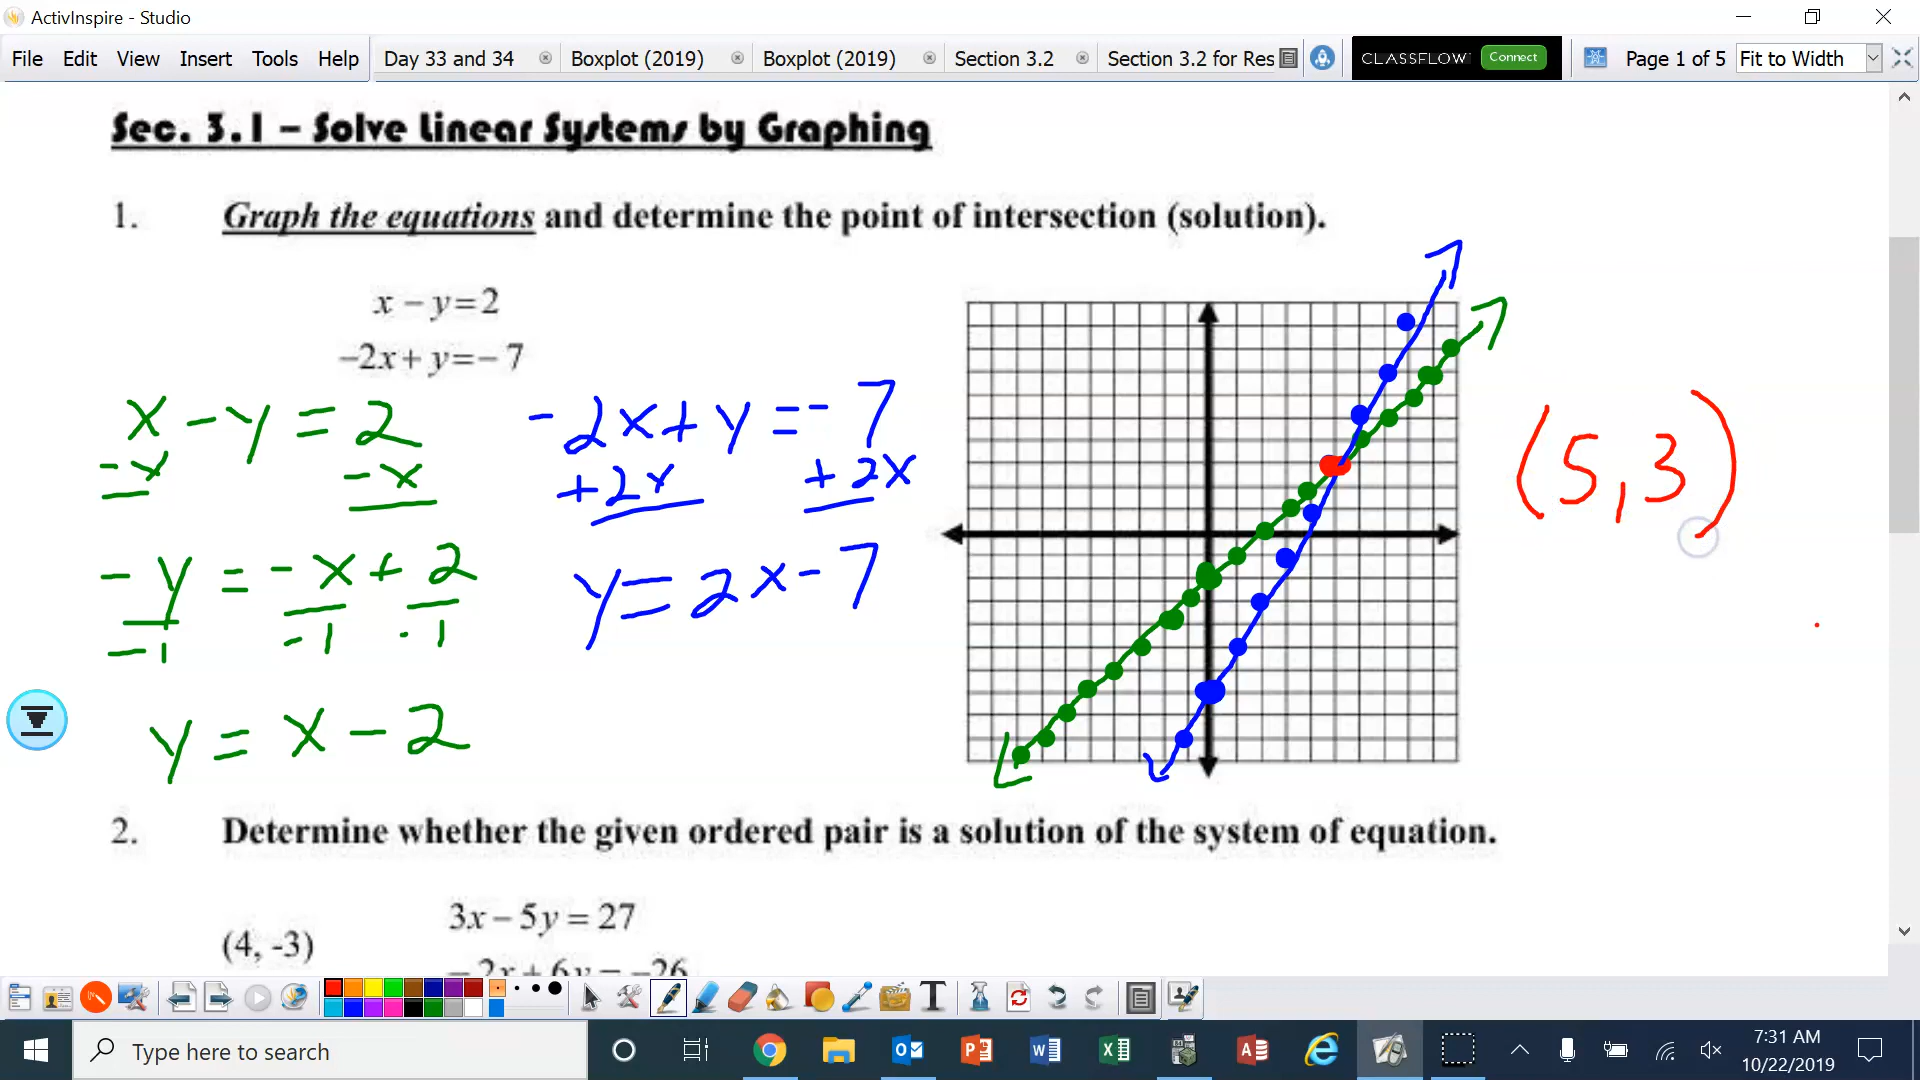 ActivInspire - Studio
File Edit View Insert Tools Help Day 33 and 34 Boxplot (2019) Boxplot (2019) Section 3.2 Section 3.2 for Res CLASSFLOW Connect Page 1 of 5 Fit to Width
Sec. 3.1 – Solve Linear Systems by Graphing
1. Graph the equations and determine the point of intersection (solution).
x – y = 2
–2x + y = – 7
x - y = 2
- x - x
- y = - x + 2
-1 -1 -1
y = x - 2
- 2x + y = - 7
+ 2x + 2x
y = 2x - 7
(5, 3)
2. Determine whether the given ordered pair is a solution of the system of equation.
(4, -3)
3x – 5y = 27
– 2x + 6y = –26
Type here to search
7:31 AM
10/22/2019